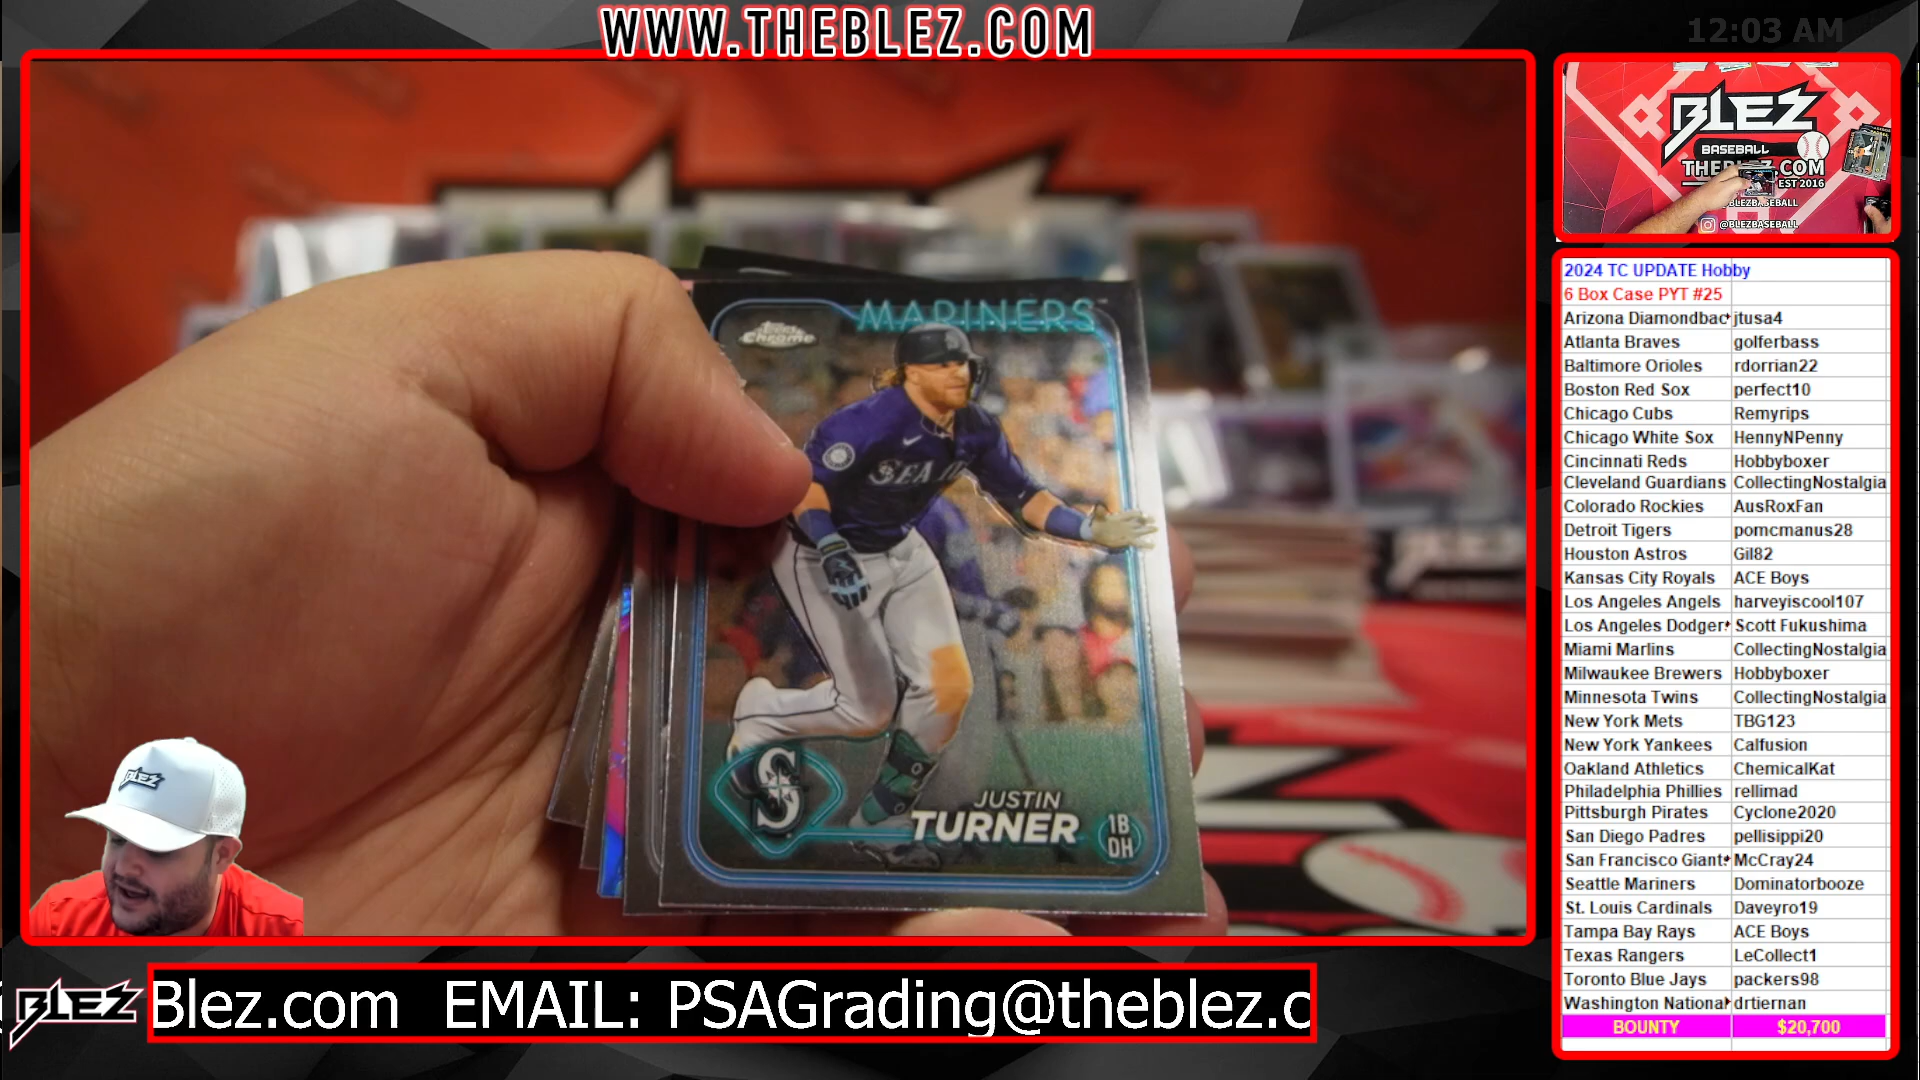 WWW.THEBLEZ.COM
12:03 AM
BLEZ
BASEBALL
EST 2016
@BLEZBASEBALL
@BLEZBASEBALL
MARINERS
Topps
Chrome
S
JUSTIN
TURNER
1B
DH
BLEZ
2024 TC UPDATE Hobby
6 Box Case PYT #25
Arizona Diamondbac jtusa4
Atlanta Braves golferbass
Baltimore Orioles rdorrian22
Boston Red Sox perfect10
Chicago Cubs Remyrips
Chicago White Sox HennyNPenny
Cincinnati Reds Hobbyboxer
Cleveland Guardians CollectingNostalgia
Colorado Rockies AusRoxFan
Detroit Tigers pomcmanus28
Houston Astros Gil82
Kansas City Royals ACE Boys
Los Angeles Angels harveyiscool107
Los Angeles Dodger Scott Fukushima
Miami Marlins CollectingNostalgia
Milwaukee Brewers Hobbyboxer
Minnesota Twins CollectingNostalgia
New York Mets TBG123
New York Yankees Calfusion
Oakland Athletics ChemicalKat
Philadelphia Phillies rellimad
Pittsburgh Pirates Cyclone2020
San Diego Padres pellisippi20
San Francisco Giant McCray24
Seattle Mariners Dominatorbooze
St. Louis Cardinals Daveyro19
Tampa Bay Rays ACE Boys
Texas Rangers LeCollect1
Toronto Blue Jays packers98
Washington Nationa drtiernan
BOUNTY $20,700
BLEZ
Blez.com EMAIL: PSAGrading@theblez.c